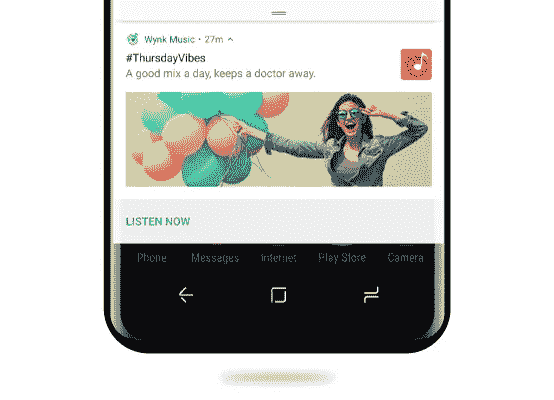 Wynk Music • 27m
#ThursdayVibes
A good mix a day, keeps a doctor away.
LISTEN NOW
Phone Messages Internet Play Store Camera